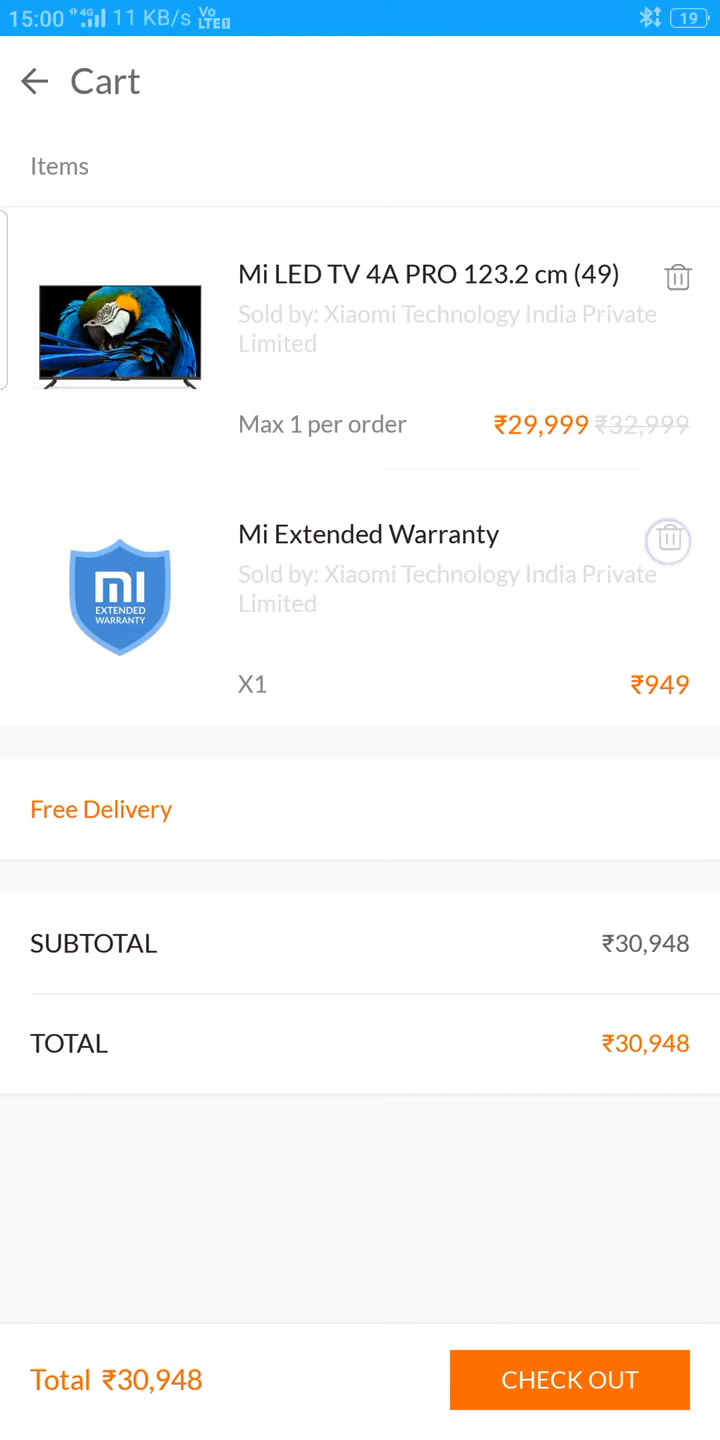 15:00 4G 11 KB/s Vo LTE 19
Cart
Items
Mi LED TV 4A PRO 123.2 cm (49)
Sold by: Xiaomi Technology India Private
Limited
Max 1 per order ₹29,999 ₹32,999
Mi Extended Warranty
Sold by: Xiaomi Technology India Private
Limited
mi
EXTENDED
WARRANTY
X1 ₹949
Free Delivery
SUBTOTAL ₹30,948
TOTAL ₹30,948
Total ₹30,948 CHECK OUT